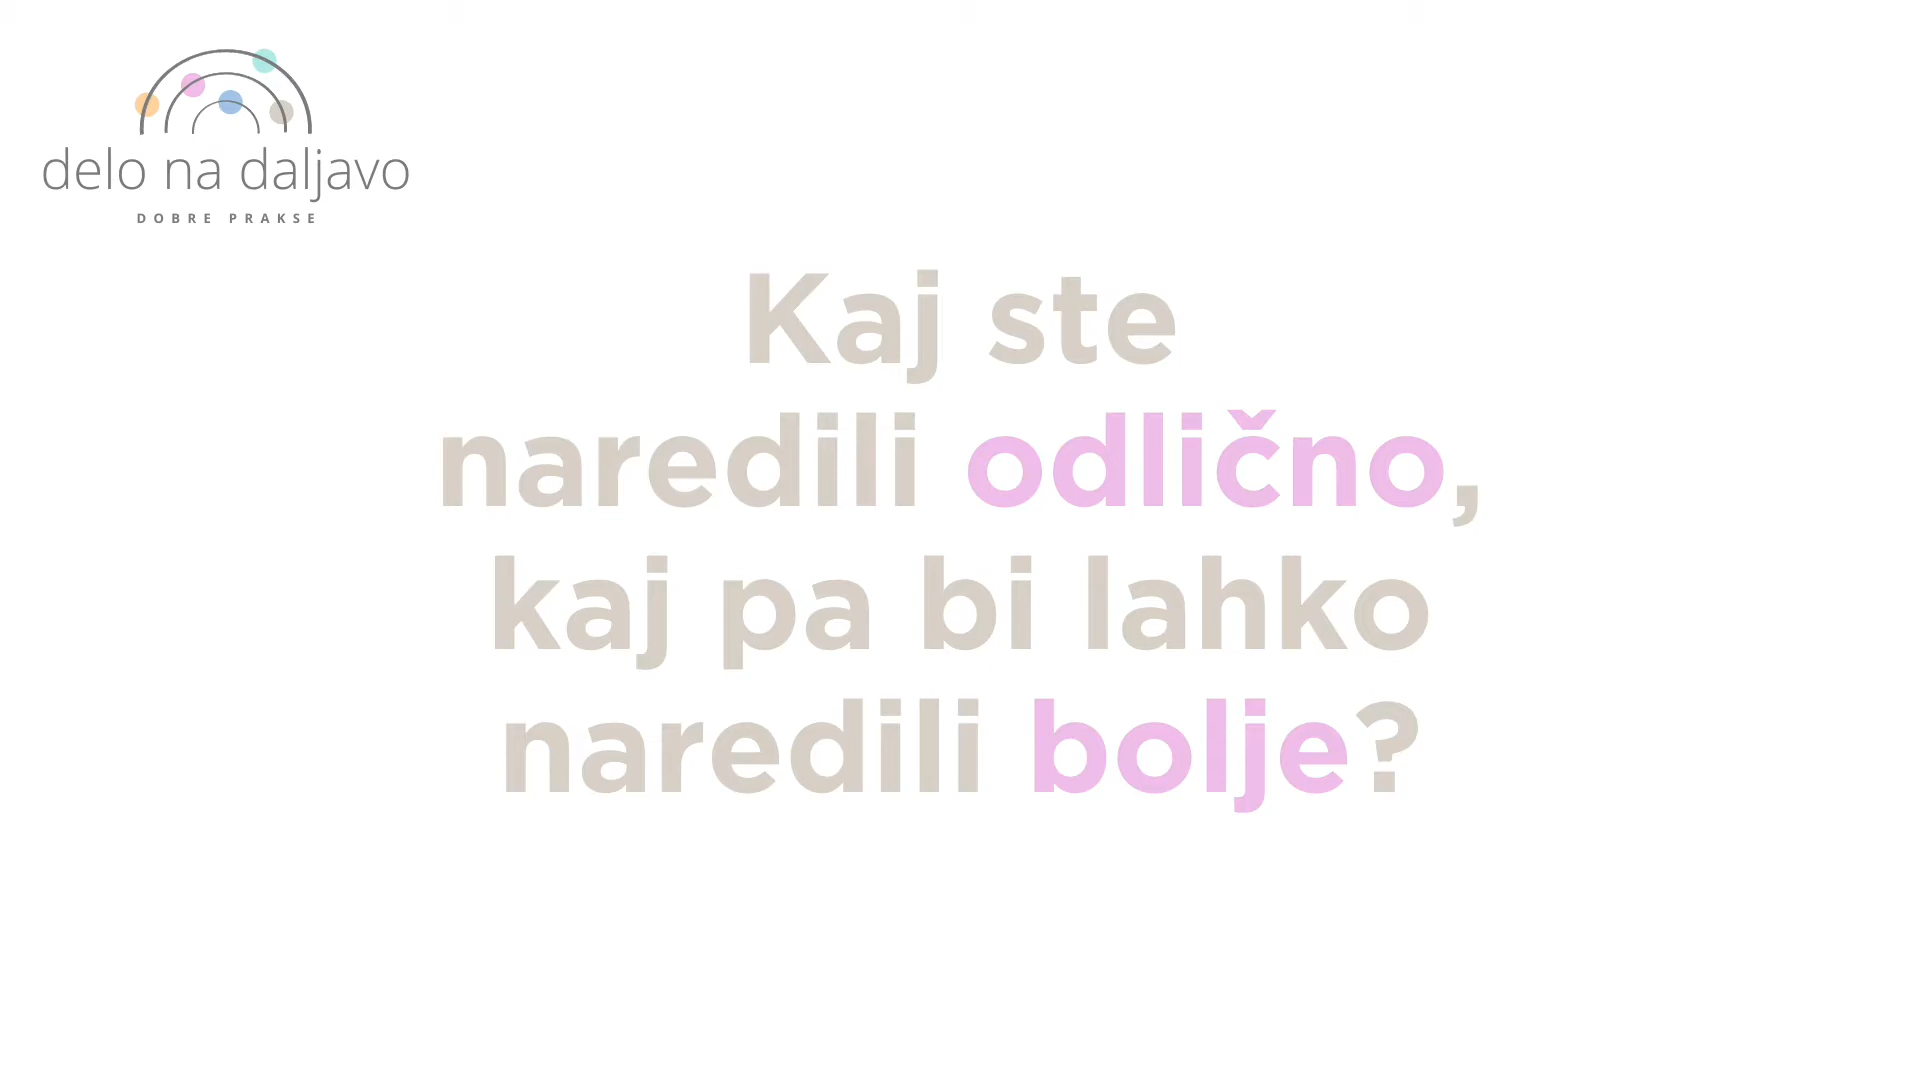 delo na daljavo
DOBRE PRAKSE
Kaj ste
naredili odlično,
kaj pa bi lahko
naredili bolje?